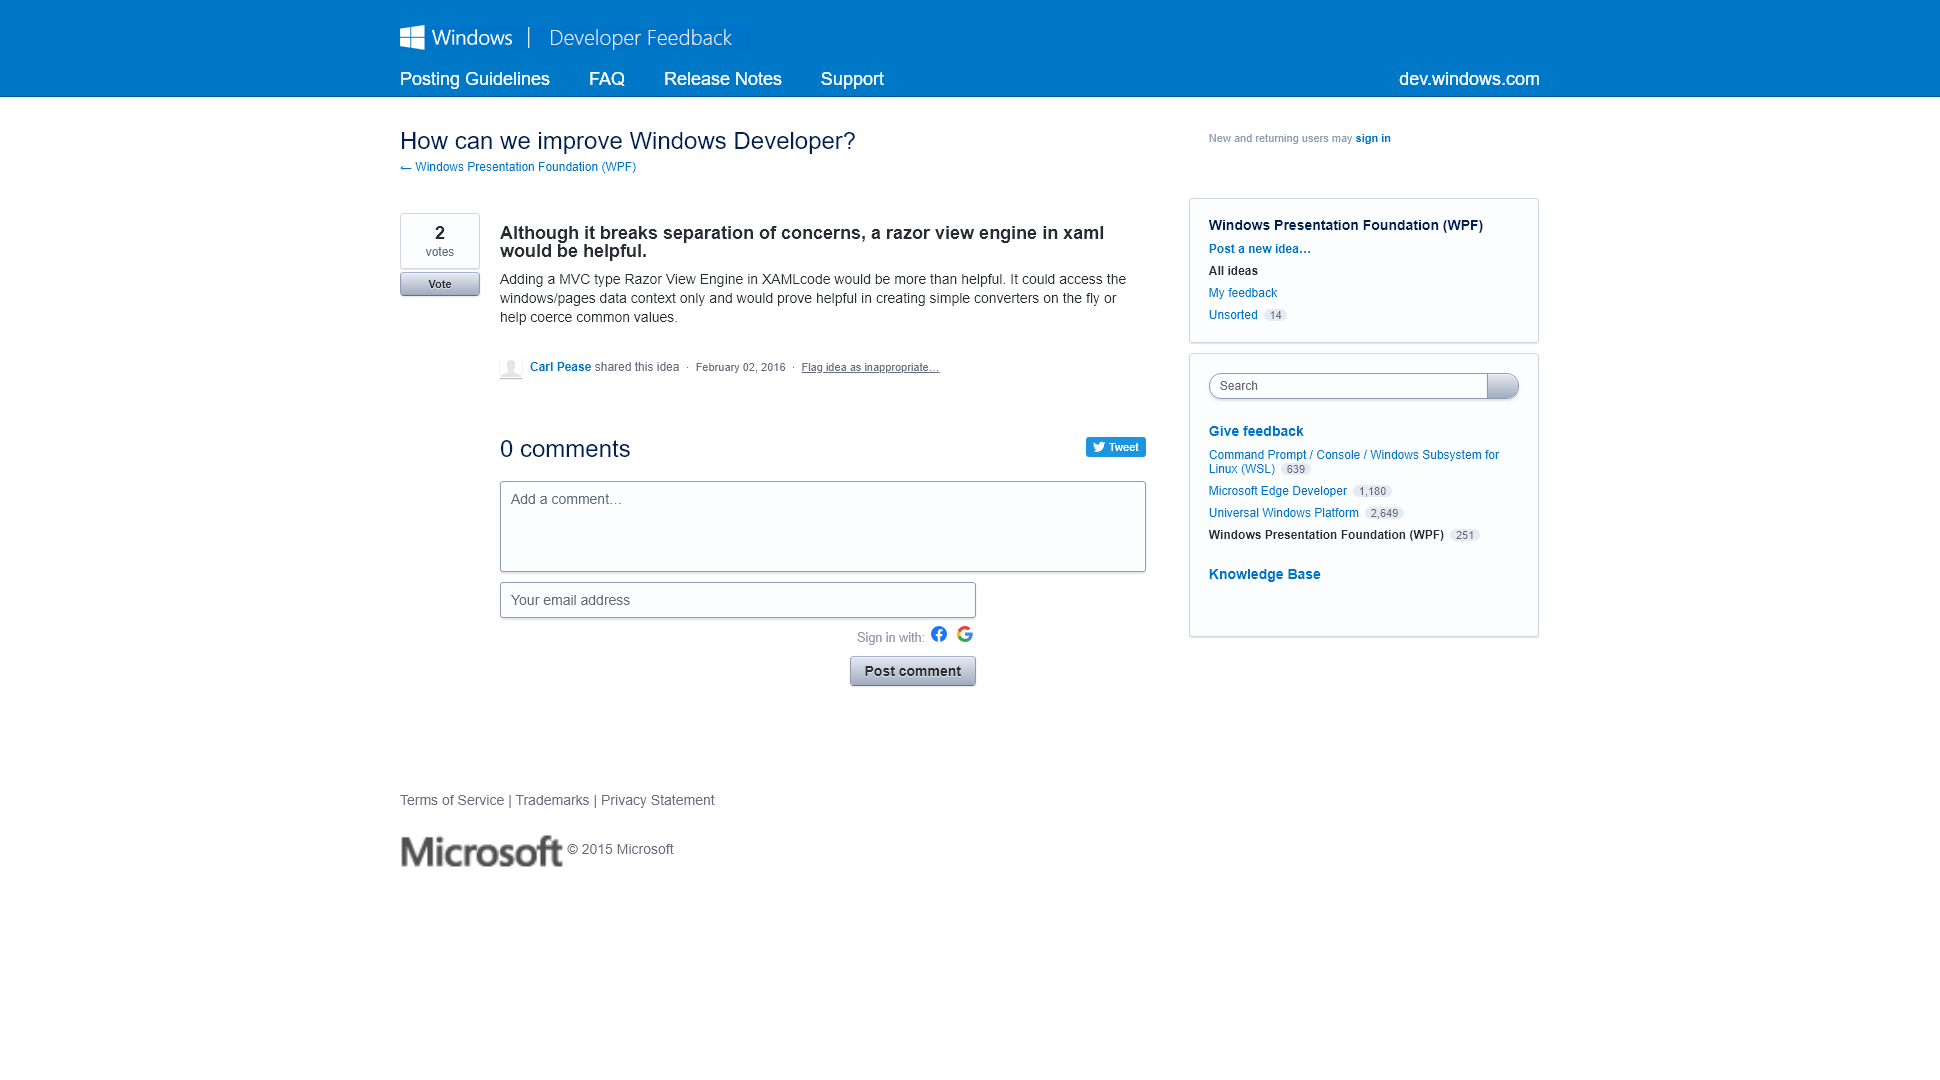 Windows | Developer Feedback
Posting Guidelines FAQ Release Notes Support dev.windows.com
How can we improve Windows Developer?
← Windows Presentation Foundation (WPF)
New and returning users may sign in
2
votes
Vote
Although it breaks separation of concerns, a razor view engine in xaml
would be helpful.
Adding a MVC type Razor View Engine in XAMLcode would be more than helpful. It could access the
windows/pages data context only and would prove helpful in creating simple converters on the fly or
help coerce common values.
Carl Pease shared this idea · February 02, 2016 · Flag idea as inappropriate…
0 comments
Tweet
Add a comment…
Your email address
Sign in with:
Post comment
Windows Presentation Foundation (WPF)
Post a new idea…
All ideas
My feedback
Unsorted 14
Search
Give feedback
Command Prompt / Console / Windows Subsystem for
Linux (WSL) 639
Microsoft Edge Developer 1,180
Universal Windows Platform 2,649
Windows Presentation Foundation (WPF) 251
Knowledge Base
Terms of Service | Trademarks | Privacy Statement
Microsoft © 2015 Microsoft